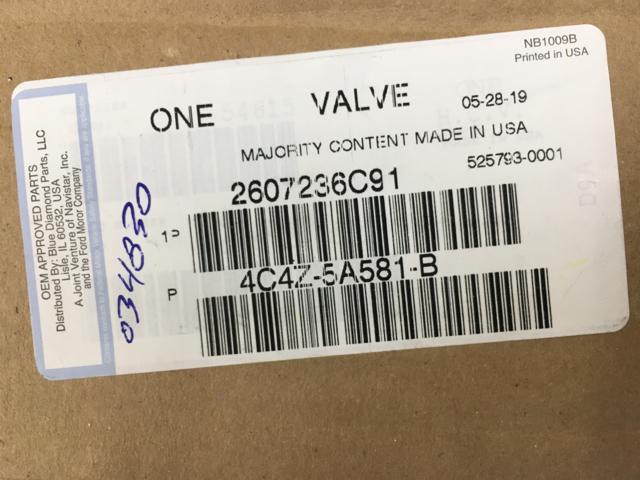 NB1009B
Printed in USA
ONE VALVE 05-28-19
MAJORITY CONTENT MADE IN USA
525793-0001
2607236C91
1P
4C4Z-5A581-B
P
OEM APPROVED PARTS
Distributed By: Blue Diamond Parts, LLC
Lisle, IL 60532, USA
A Joint Venture of Navistar, Inc.
and the Ford Moror Company
034830